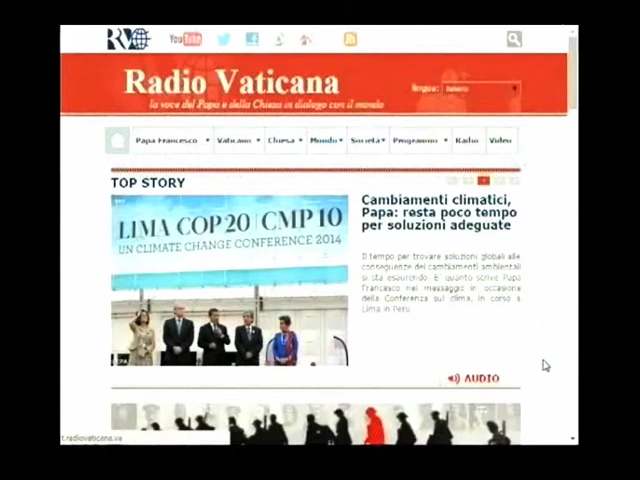 RV
YouTube
Radio Vaticana
la voce del Papa e della Chiesa in dialogo con il mondo
lingua:
Italiano
Papa Francesco
Vaticano
Chiesa
Mondo
Società
Programmi
Radio
Video
TOP STORY
LIMA COP20 | CMP10
UN CLIMATE CHANGE CONFERENCE 2014
Cambiamenti climatici,
Papa: resta poco tempo
per soluzioni adeguate
Il tempo per trovare soluzioni globali alle
conseguenze dei cambiamenti ambientali
si sta esaurendo. E' quanto scrive Papa
Francesco nel messaggio in occasione
della Conferenza sul clima, in corso a
Lima in Perù
AUDIO
t.radiovaticana.va